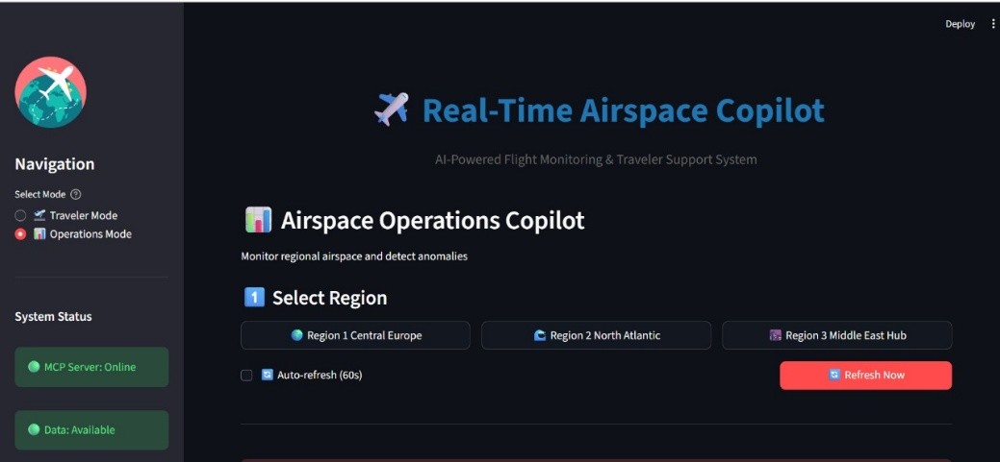 Deploy
Navigation
Select Mode
Traveler Mode
Operations Mode
System Status
MCP Server: Online
Data: Available
Real-Time Airspace Copilot
AI-Powered Flight Monitoring & Traveler Support System
Airspace Operations Copilot
Monitor regional airspace and detect anomalies
1 Select Region
Region 1 Central Europe
Region 2 North Atlantic
Region 3 Middle East Hub
Auto-refresh (60s)
Refresh Now